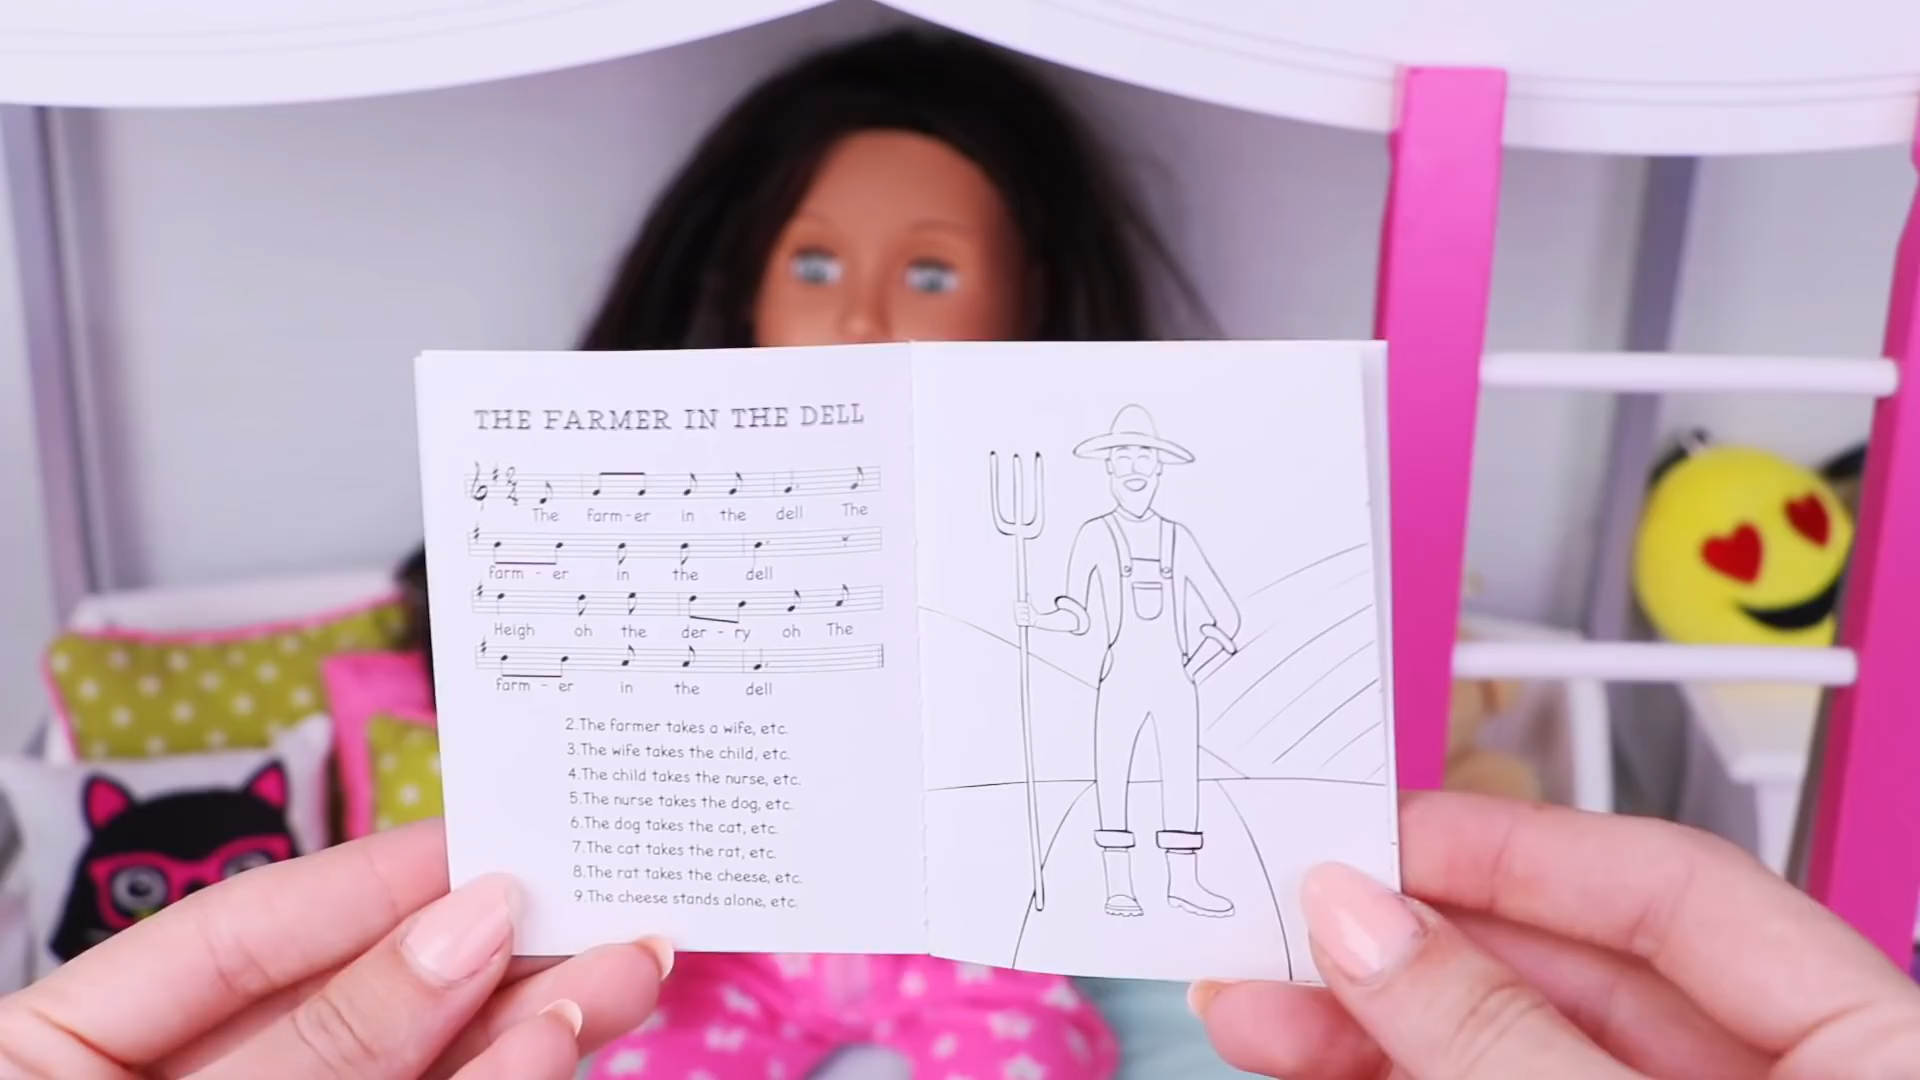 THE FARMER IN THE DELL
The farm-er in the dell The
farm - er in the dell
Heigh oh the der - ry oh The
farm - er in the dell
2.The farmer takes a wife, etc.
3.The wife takes the child, etc.
4.The child takes the nurse, etc.
5.The nurse takes the dog, etc.
6.The dog takes the cat, etc.
7.The cat takes the rat, etc.
8.The rat takes the cheese, etc.
9.The cheese stands alone, etc.